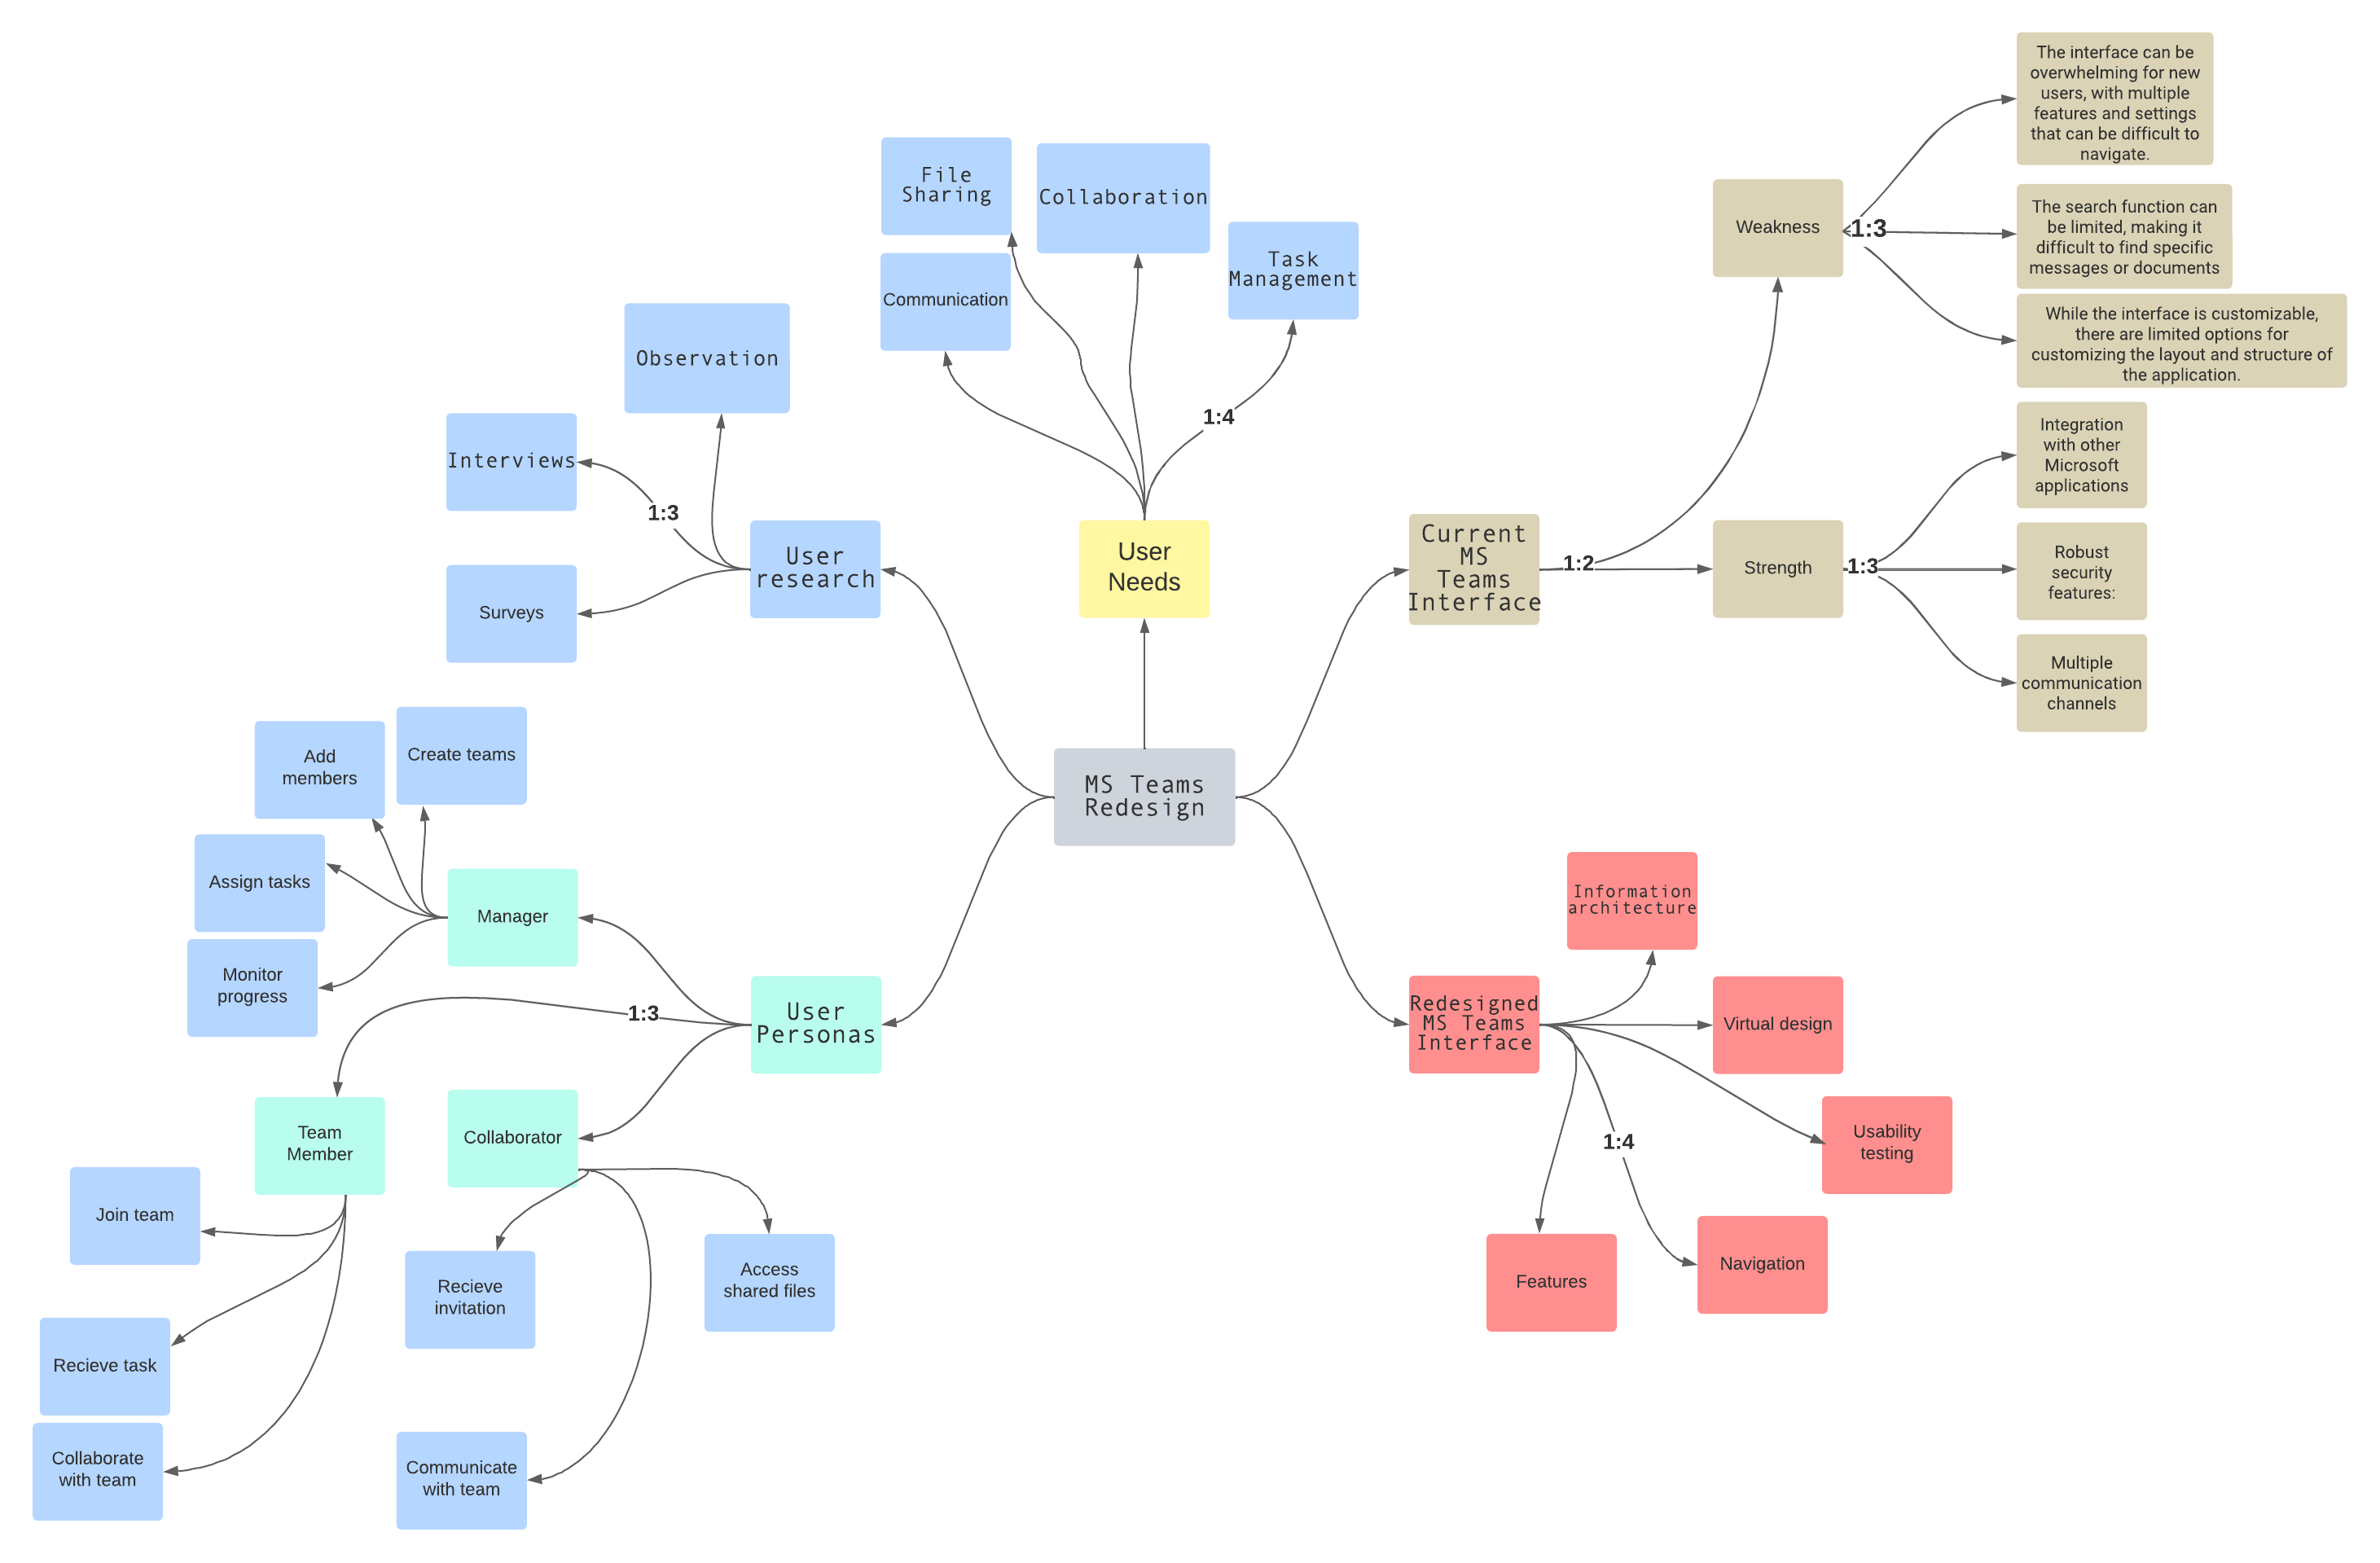 The interface can be
overwhelming for new
users, with multiple
features and settings
that can be difficult to
navigate.
File
Sharing
Collaboration
Weakness
1:3
The search function can
be limited, making it
difficult to find specific
messages or documents
Task
Management
Communication
While the interface is customizable,
there are limited options for
customizing the layout and structure of
the application.
Observation
1:4
Integration
with other
Microsoft
applications
Interviews
1:3
User
research
User
Needs
Current
MS
Teams
Interface
1:2
Strength
1:3
Robust
security
features:
Surveys
Multiple
communication
channels
Add
members
Create teams
MS Teams
Redesign
Assign tasks
Manager
Information
architecture
Monitor
progress
1:3
User
Personas
Redesigned
MS Teams
Interface
Virtual design
Team
Member
Collaborator
1:4
Usability
testing
Join team
Recieve
invitation
Access
shared files
Features
Navigation
Recieve task
Collaborate
with team
Communicate
with team